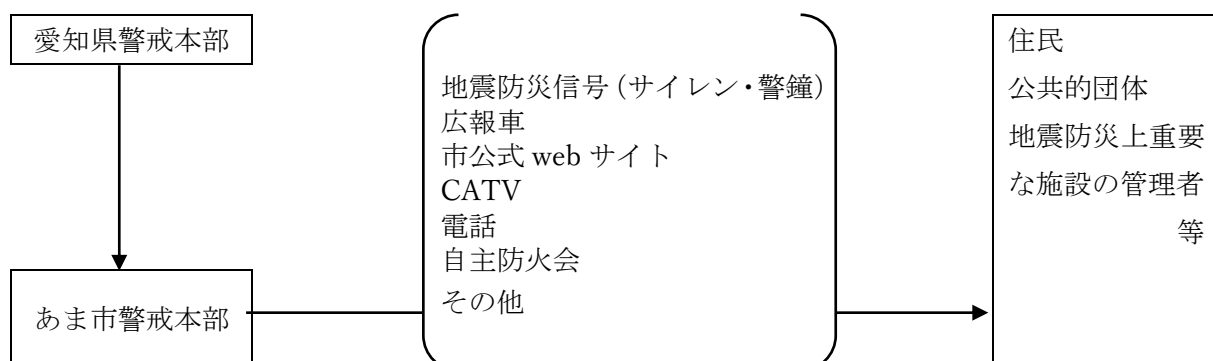 愛知県警戒本部
あま市警戒本部
地震防災信号(サイレン・警鐘)
広報車
市公式 web サイト
CATV
電話
自主防火会
その他
住民
公共的団体
地震防災上重要
な施設の管理者
等